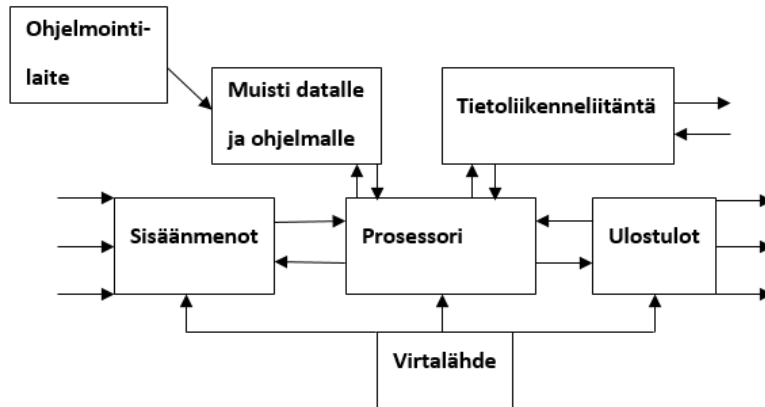 Ohjelmointi-
laite
Muisti datalle
ja ohjelmalle
Tietoliikenneliitäntä
Sisäänmenot
Prosessori
Ulostulot
Virtalähde